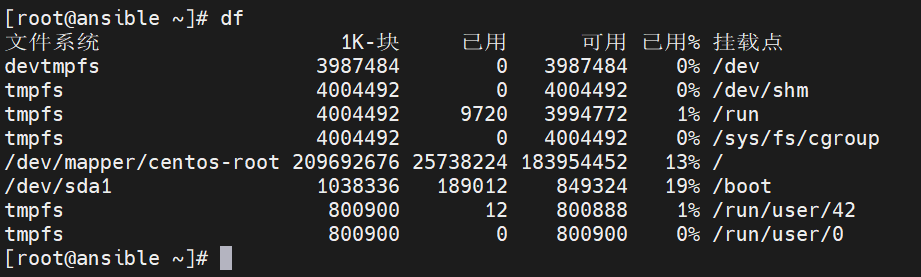 [root@ansible ~]# df
文件系统 1K-块 已用 可用 已用% 挂载点
devtmpfs 3987484 0 3987484 0% /dev
tmpfs 4004492 0 4004492 0% /dev/shm
tmpfs 4004492 9720 3994772 1% /run
tmpfs 4004492 0 4004492 0% /sys/fs/cgroup
/dev/mapper/centos-root 209692676 25738224 183954452 13% /
/dev/sda1 1038336 189012 849324 19% /boot
tmpfs 800900 12 800888 1% /run/user/42
tmpfs 800900 0 800900 0% /run/user/0
[root@ansible ~]#